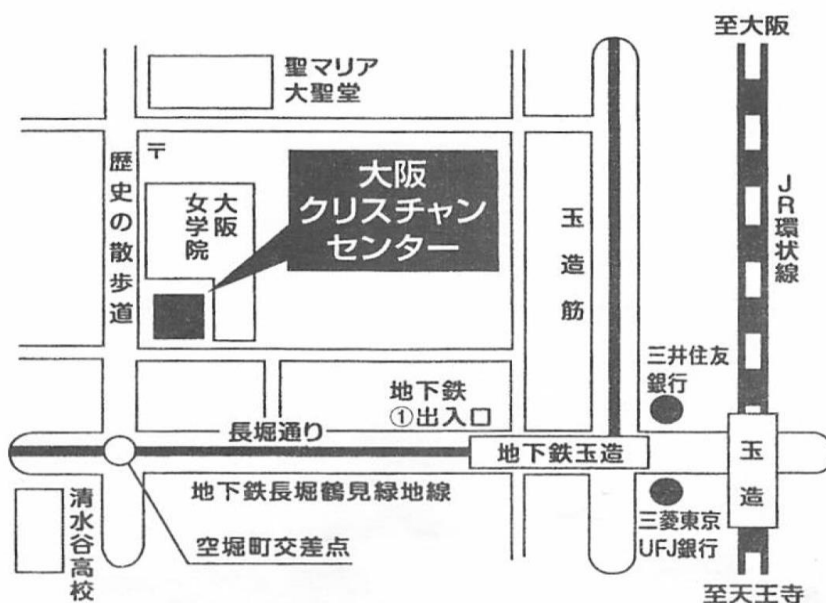 至大阪
聖マリア
大聖堂
〒
大阪
クリスチャン
センター
大阪
女学院
歴史の散歩道
玉造筋
JR環状線
三井住友
銀行
地下鉄
①出入口
長堀通り
地下鉄玉造
玉造
地下鉄長堀鶴見緑地線
清水谷高校
空堀町交差点
三菱東京
UFJ銀行
至天王寺